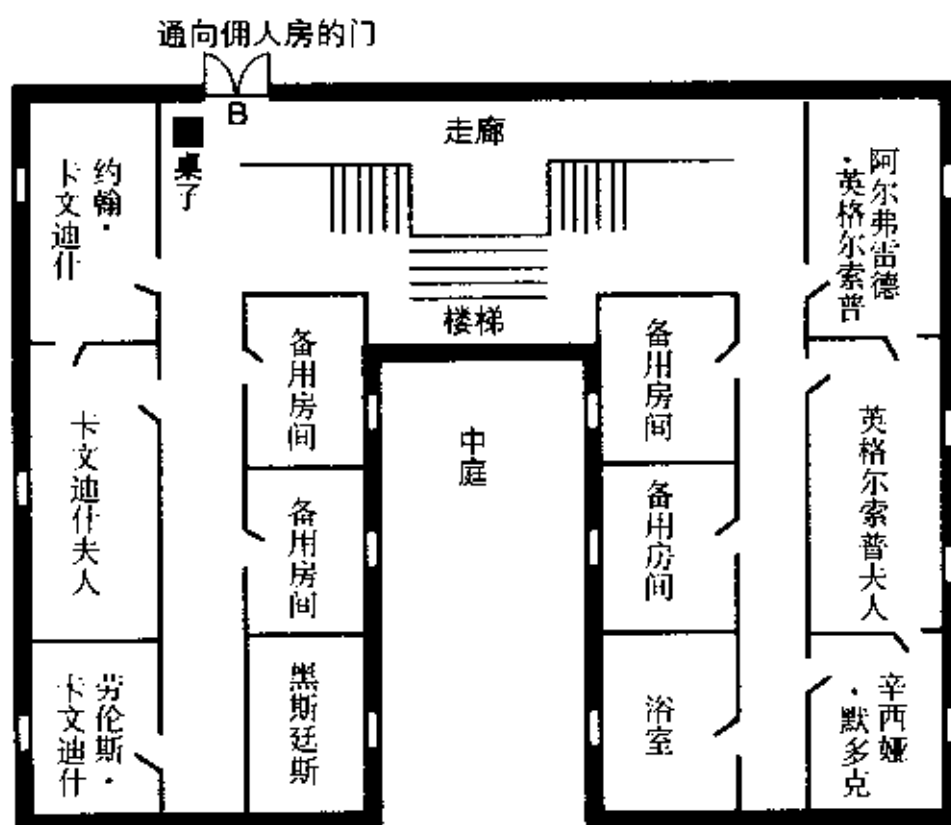 通向佣人房的门
B
走廊
桌子
约翰·
卡文迪什
阿尔弗雷德
·英格尔索普
楼梯
备用房间
备用房间
中庭
卡文迪什夫人
英格尔索普夫人
备用房间
备用房间
劳伦斯·
卡文迪什
黑斯廷斯
浴室
辛西娅
·默多克